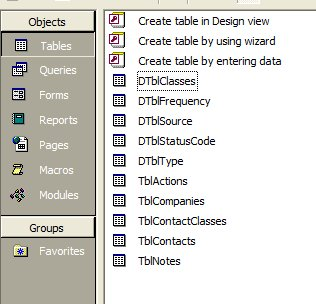 Objects
Tables
Queries
Forms
Reports
Pages
Macros
Modules
Groups
Favorites
Create table in Design view
Create table by using wizard
Create table by entering data
DTblClasses
DTblFrequency
DTblSource
DTblStatusCode
DTblType
TblActions
TblCompanies
TblContactClasses
TblContacts
TblNotes